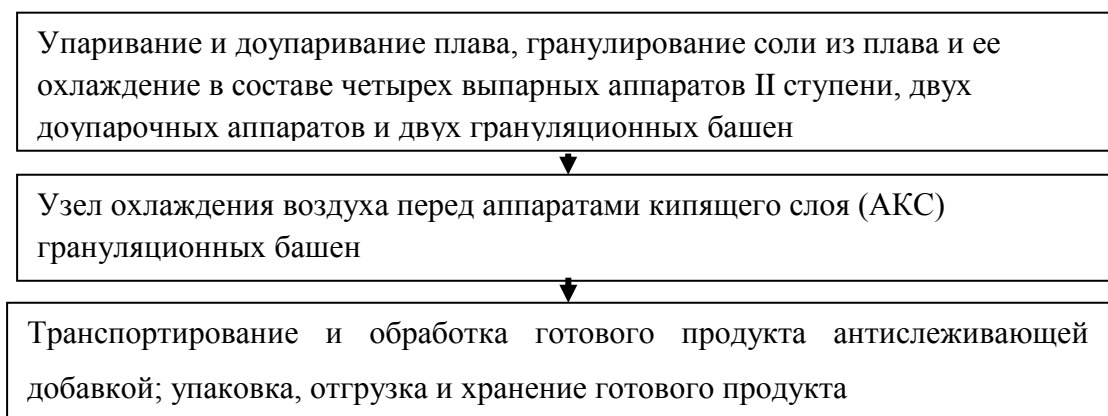 Упаривание и доупаривание плава, гранулирование соли из плава и ее
охлаждение в составе четырех выпарных аппаратов II ступени, двух
доупарочных аппаратов и двух грануляционных башен
Узел охлаждения воздуха перед аппаратами кипящего слоя (АКС)
грануляционных башен
Транспортирование и обработка готового продукта антислеживающей
добавкой; упаковка, отгрузка и хранение готового продукта